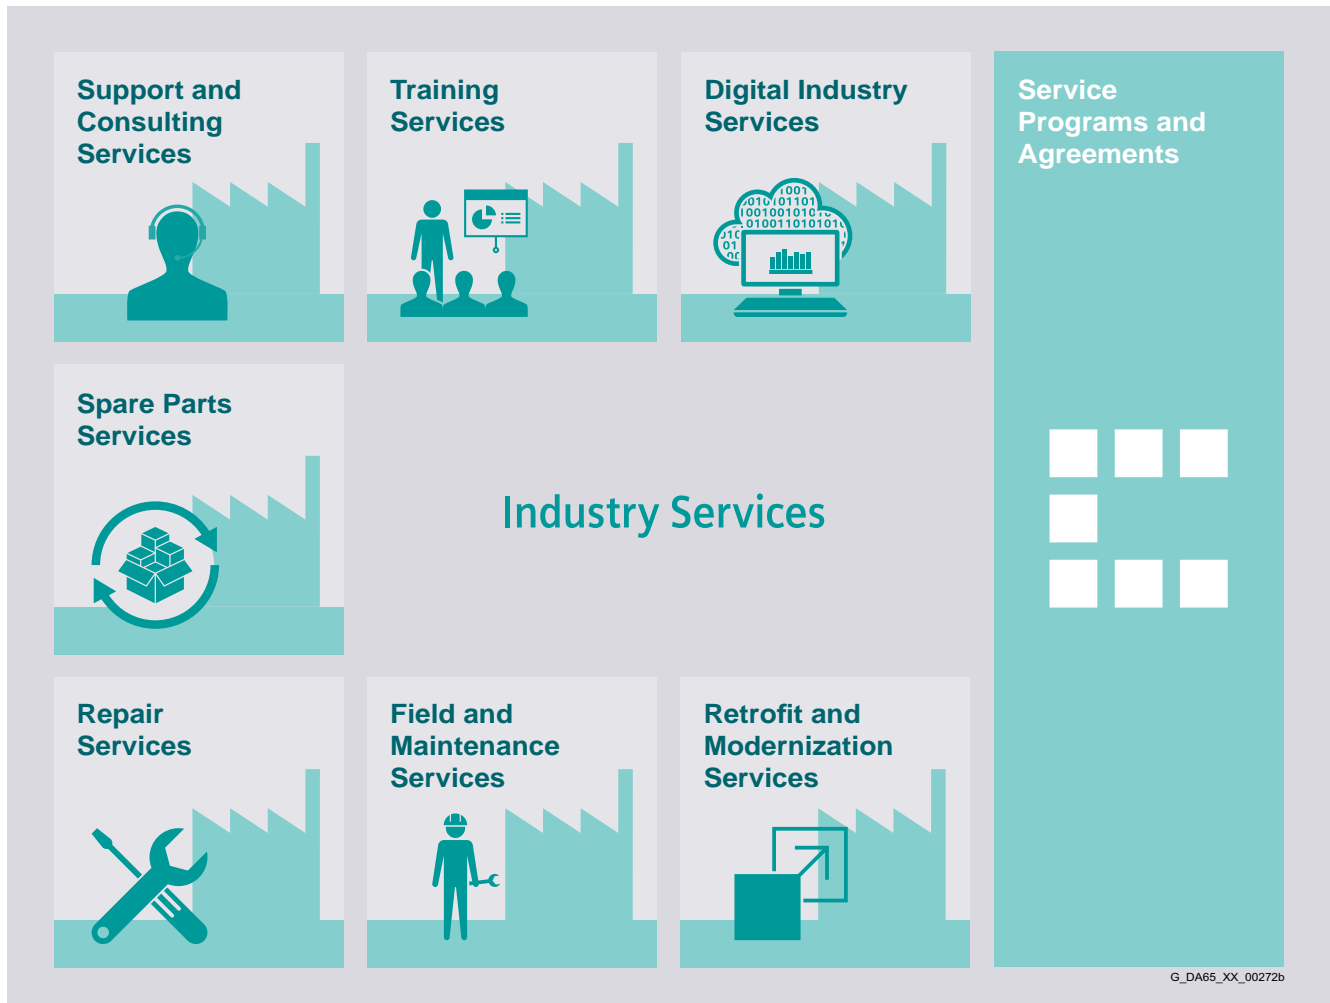 Support and
Consulting
Services
Training
Services
Digital Industry
Services
Service
Programs and
Agreements
Spare Parts
Services
Industry Services
Repair
Services
Field and
Maintenance
Services
Retrofit and
Modernization
Services
G_DA65_XX_00272b